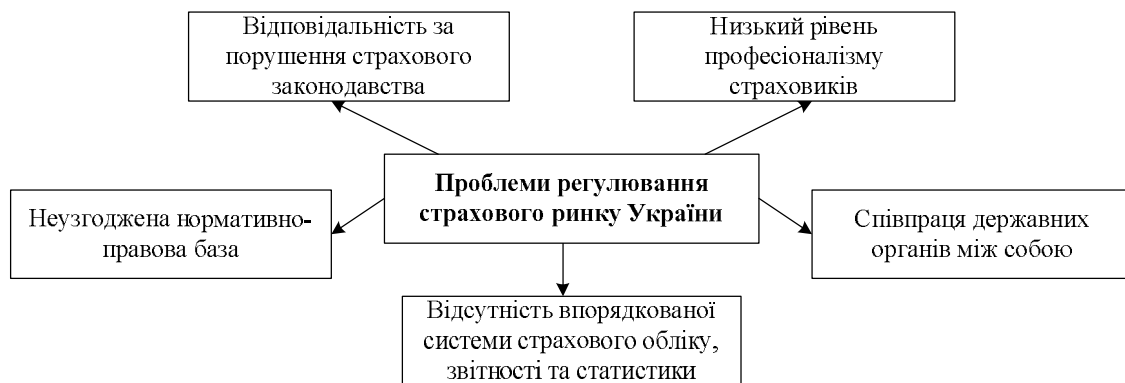 Відповідальність за
порушення страхового
законодавства
Низький рівень
професіоналізму
страховиків
Проблеми регулювання
страхового ринку України
Неузгоджена нормативно-
правова база
Співпраця державних
органів між собою
Відсутність впорядкованої
системи страхового обліку,
звітності та статистики